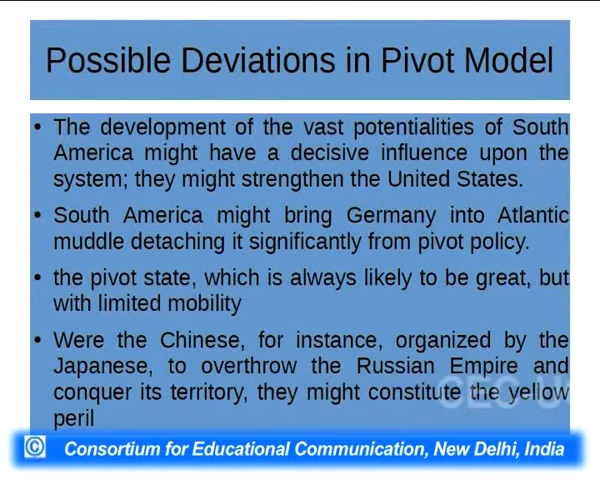 Possible Deviations in Pivot Model
• The development of the vast potentialities of South
America might have a decisive influence upon the
system; they might strengthen the United States.
• South America might bring Germany into Atlantic
muddle detaching it significantly from pivot policy.
• the pivot state, which is always likely to be great, but
with limited mobility
• Were the Chinese, for instance, organized by the
Japanese, to overthrow the Russian Empire and
conquer its territory, they might constitute the yellow
peril
CEC U
© Consortium for Educational Communication, New Delhi, India